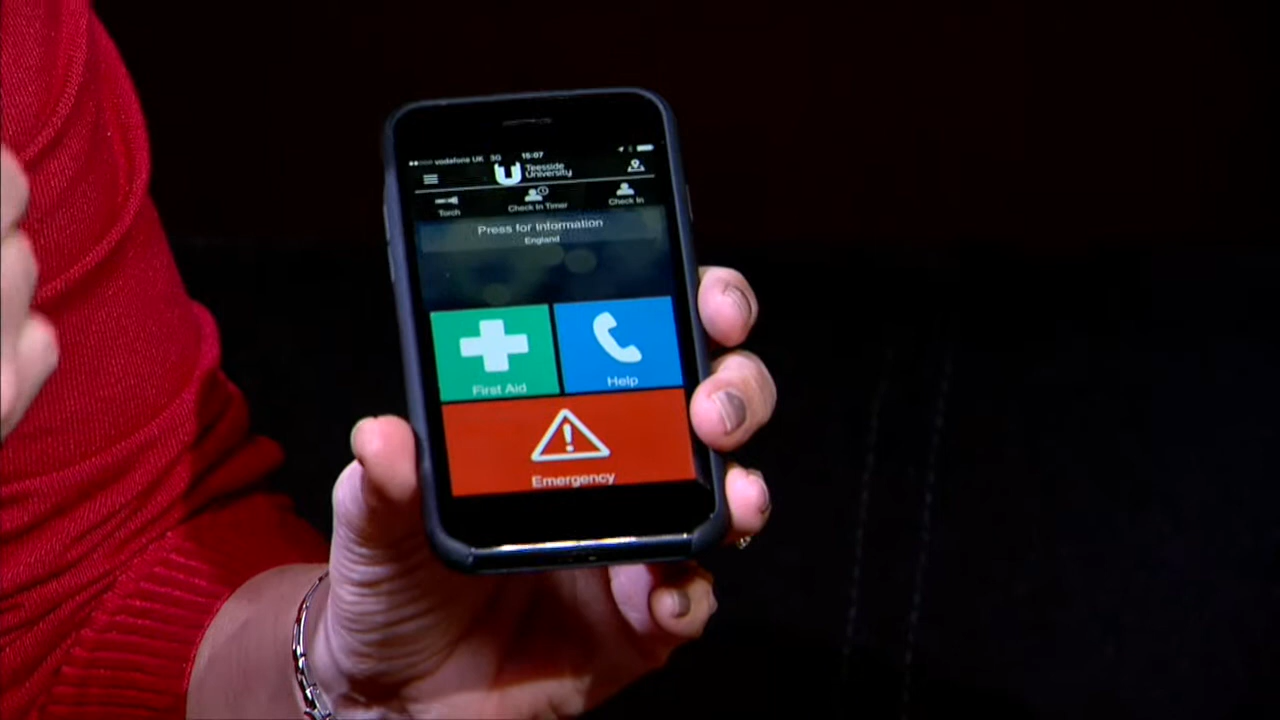 vodafone UK 3G 15:07
Teesside
University
Torch Check In Timer Check In
Press for Information
England
First Aid Help
Emergency